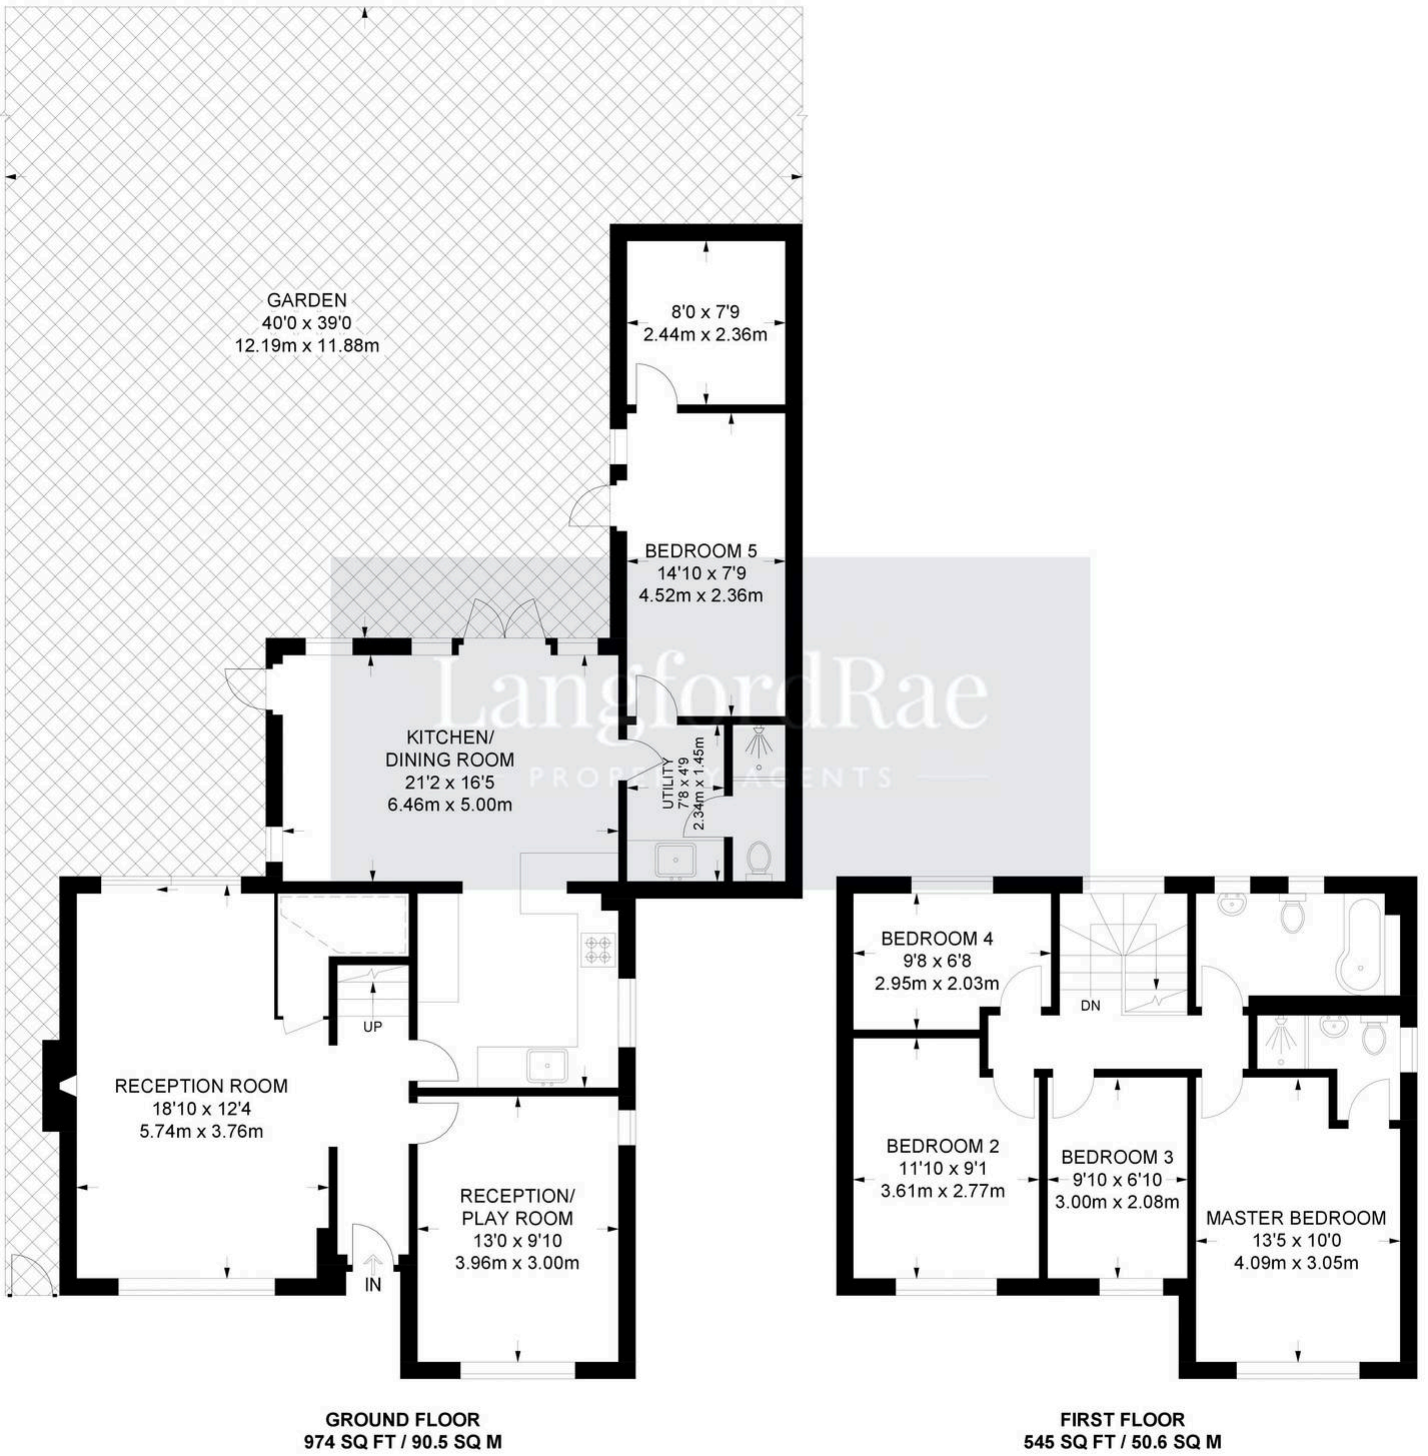 GARDEN
40'0 x 39'0
12.19m x 11.88m
8'0 x 7'9
2.44m x 2.36m
BEDROOM 5
14'10 x 7'9
4.52m x 2.36m
LangfordRae
PROPERTY AGENTS
KITCHEN/
DINING ROOM
21'2 x 16'5
6.46m x 5.00m
UTILITY
7'8 x 4'9
2.34m x 1.45m
UP
RECEPTION ROOM
18'10 x 12'4
5.74m x 3.76m
RECEPTION/
PLAY ROOM
13'0 x 9'10
3.96m x 3.00m
IN
GROUND FLOOR
974 SQ FT / 90.5 SQ M
BEDROOM 4
9'8 x 6'8
2.95m x 2.03m
DN
BEDROOM 2
11'10 x 9'1
3.61m x 2.77m
BEDROOM 3
9'10 x 6'10
3.00m x 2.08m
MASTER BEDROOM
13'5 x 10'0
4.09m x 3.05m
FIRST FLOOR
545 SQ FT / 50.6 SQ M